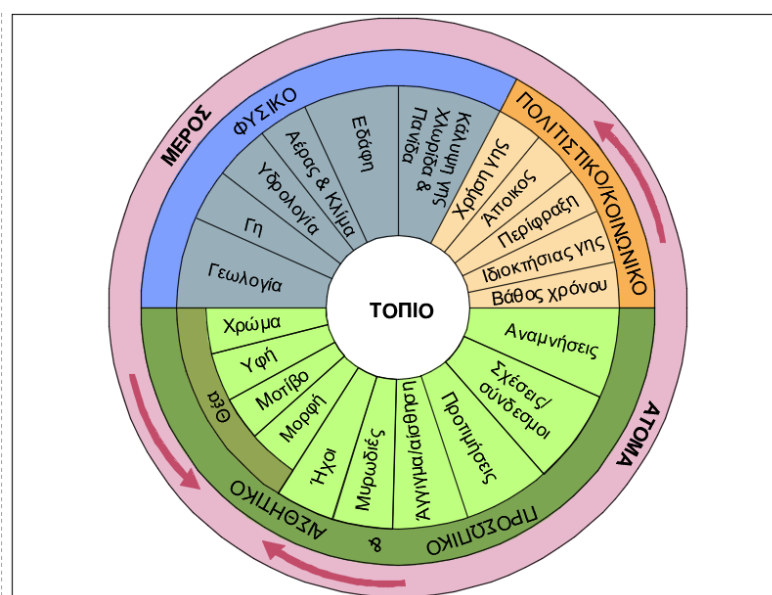 ΜΕΡΟΣ
ΦΥΣΙΚΟ
Γεωλογία
Γη
Υδρολογία
Αέρας & Κλίμα
Εδάφη
Κάλυψη γης
Χλωρίδα &
Πανίδα
ΠΟΛΙΤΙΣΤΙΚΟ/ΚΟΙΝΩΝΙΚΟ
Χρήση γης
Άποικος
Περίφραξη
Ιδιοκτήσιας γης
Βάθος χρόνου
ΤΟΠΙΟ
ΑΤΟΜΑ
Αναμνήσεις
Σχέσεις/
σύνδεσμοι
Προτιμήσεις
Άγγιγμα/αίσθηση
Μυρωδιές
Ήχοι
Μορφή
Μοτίβο
Υφή
Χρώμα
Θέα
ΑΙΣΘΗΤΙΚΟ
&
ΠΡΟΣΩΠΙΚΟ